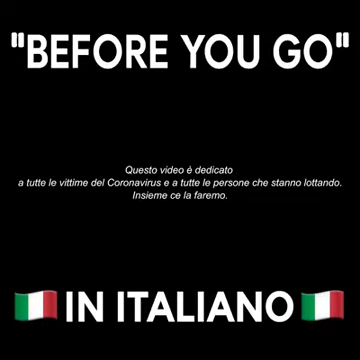 "BEFORE YOU GO"
Questo video è dedicato
a tutte le vittime del Coronavirus e a tutte le persone che stanno lottando.
Insieme ce la faremo.
🇮🇹 IN ITALIANO 🇮🇹